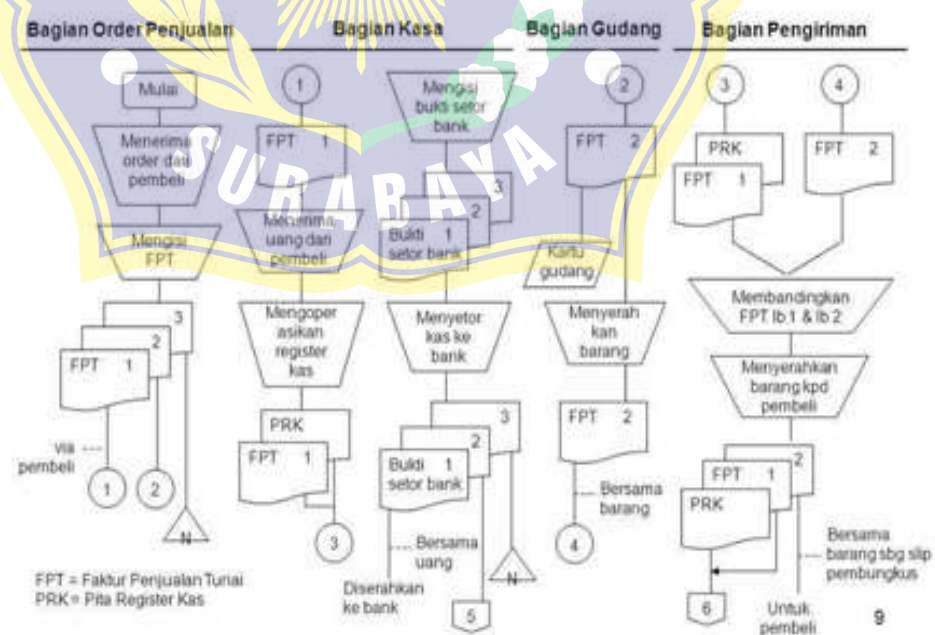 Bagian Order Penjualan
Mulai
Menerima
order dari
pembeli
Mengisi
FPT
3
2
FPT 1
via
pembeli
1
2
N
FPT = Faktur Penjualan Tunai
PRK = Pita Register Kas
Bagian Kasa
1
FPT 1
Menerima
uang dari
pembeli
Mengoper
asikan
register
kas
PRK
FPT 1
3
Mengisi
bukti setor
bank
3
2
Bukti 1
setor bank
Menyetor
kas ke
bank
3
2
Bukti 1
setor bank
Bersama
uang
Diserahkan
ke bank
N
5
Bagian Gudang
2
FPT 2
Kartu
gudang
Menyerah
kan
barang
FPT 2
Bersama
barang
4
Bagian Pengiriman
3
4
PRK
FPT 1
FPT 2
Membandingkan
FPT lb 1 & lb 2
Menyerahkan
barang kpd
pembeli
2
FPT 1
PRK
Bersama
barang sbg slip
pembungkus
6
Untuk
pembeli
9
SURABAYA